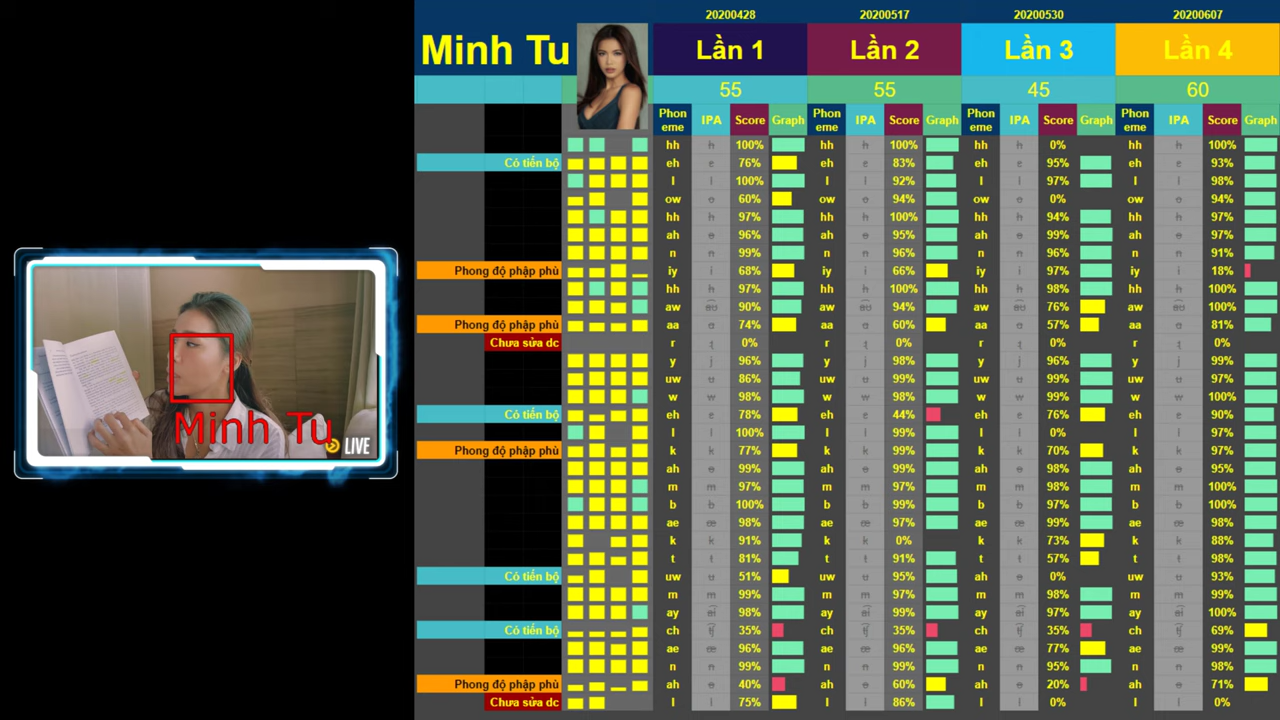 20200428 20200517 20200530 20200607
Minh Tu Lần 1 Lần 2 Lần 3 Lần 4
55 55 45 60
Phoneme IPA Score Graph Phoneme IPA Score Graph Phoneme IPA Score Graph Phoneme IPA Score Graph
hh h 100% hh h 100% hh h 0% hh h 100%
Có tiến bộ eh e 76% eh e 83% eh e 95% eh e 93%
l l 100% l l 92% l l 97% l l 98%
ow 60% ow 94% ow 0% ow 94%
hh h 97% hh h 100% hh h 94% hh h 97%
ah 96% ah 95% ah 99% ah 97%
n n 99% n n 96% n n 96% n n 91%
Phong độ phập phù iy i 68% iy i 66% iy i 97% iy i 18%
hh h 97% hh h 100% hh h 98% hh h 100%
aw 90% aw 94% aw 76% aw 100%
Phong độ phập phù aa 74% aa 60% aa 57% aa 81%
Chưa sửa dc r 0% r 0% r 0% r 0%
y j 96% y j 98% y j 96% y j 99%
uw 86% uw 99% uw 99% uw 97%
w w 98% w w 98% w w 99% w w 100%
Có tiến bộ eh e 78% eh e 44% eh e 76% eh e 90%
l l 100% l l 99% l l 0% l l 97%
Phong độ phập phù k k 77% k k 99% k k 70% k k 97%
ah 99% ah 99% ah 98% ah 95%
m m 97% m m 97% m m 98% m m 100%
b b 100% b b 99% b b 97% b b 100%
ae æ 98% ae æ 97% ae æ 99% ae æ 98%
k k 91% k k 0% k k 73% k k 88%
t t 81% t t 91% t t 57% t t 98%
Có tiến bộ uw 51% uw 95% ah 0% uw 93%
m m 99% m m 97% m m 98% m m 99%
ay 98% ay 99% ay 97% ay 100%
Có tiến bộ ch 35% ch 35% ch 35% ch 69%
ae æ 96% ae æ 96% ae æ 77% ae æ 99%
n n 99% n n 99% n n 95% n n 98%
Phong độ phập phù ah 40% ah 60% ah 20% ah 71%
Chưa sửa dc l l 75% l l 86% l l 0% l l 0%
Minh Tu
LIVE